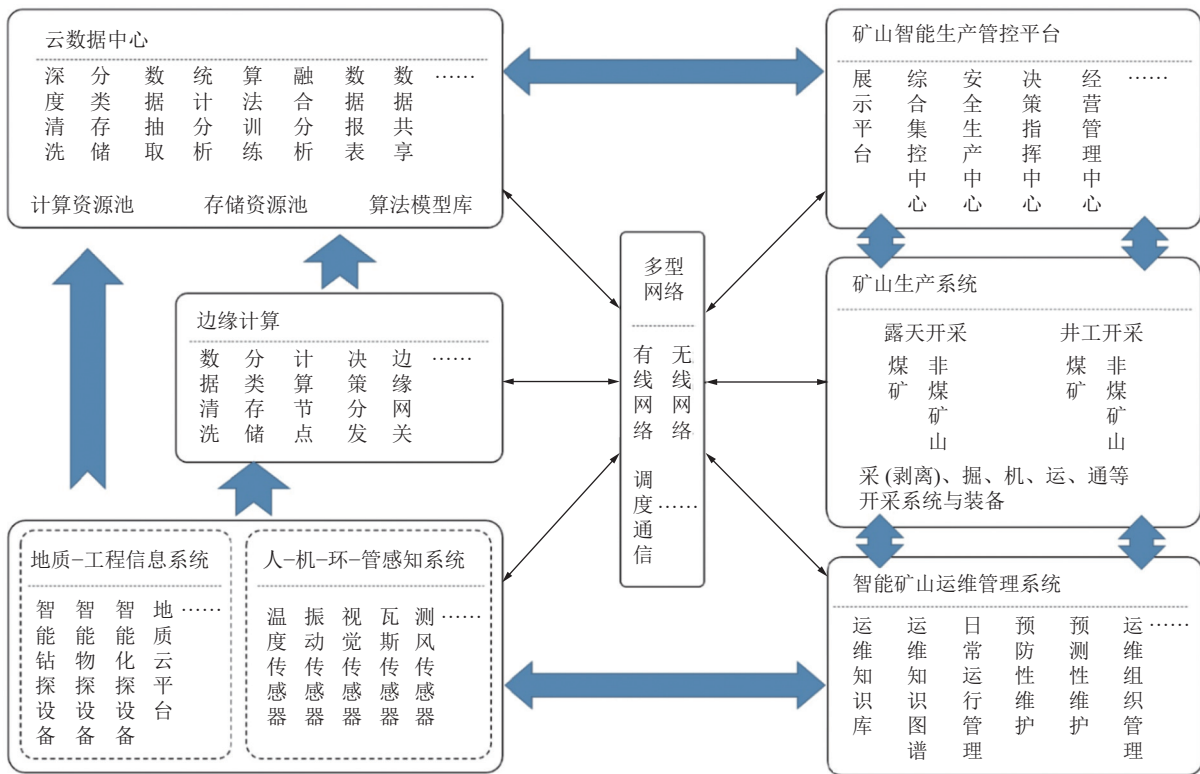 云数据中心
深度清洗
分类存储
数据抽取
统计分析
算法训练
融合分析
数据报表
数据共享
……
计算资源池
存储资源池
算法模型库
矿山智能生产管控平台
展示平台
综合集控中心
安全生产中心
决策指挥中心
经营管理中心
……
边缘计算
数据清洗
分类存储
计算节点
决策分发
边缘网关
……
多型
网络
有线网络
无线网络
调度通信
……
矿山生产系统
露天开采
煤矿
非煤矿山
井工开采
煤矿
非煤矿山
采 (剥离)、掘、机、运、通等
开采系统与装备
地质–工程信息系统
智能钻探设备
智能物探设备
智能化探设备
地质云平台
……
人–机–环–管感知系统
温度传感器
振动传感器
视觉传感器
瓦斯传感器
测风传感器
……
智能矿山运维管理系统
运维知识库
运维知识图谱
日常运行管理
预防性维护
预测性维护
运维组织管理
……